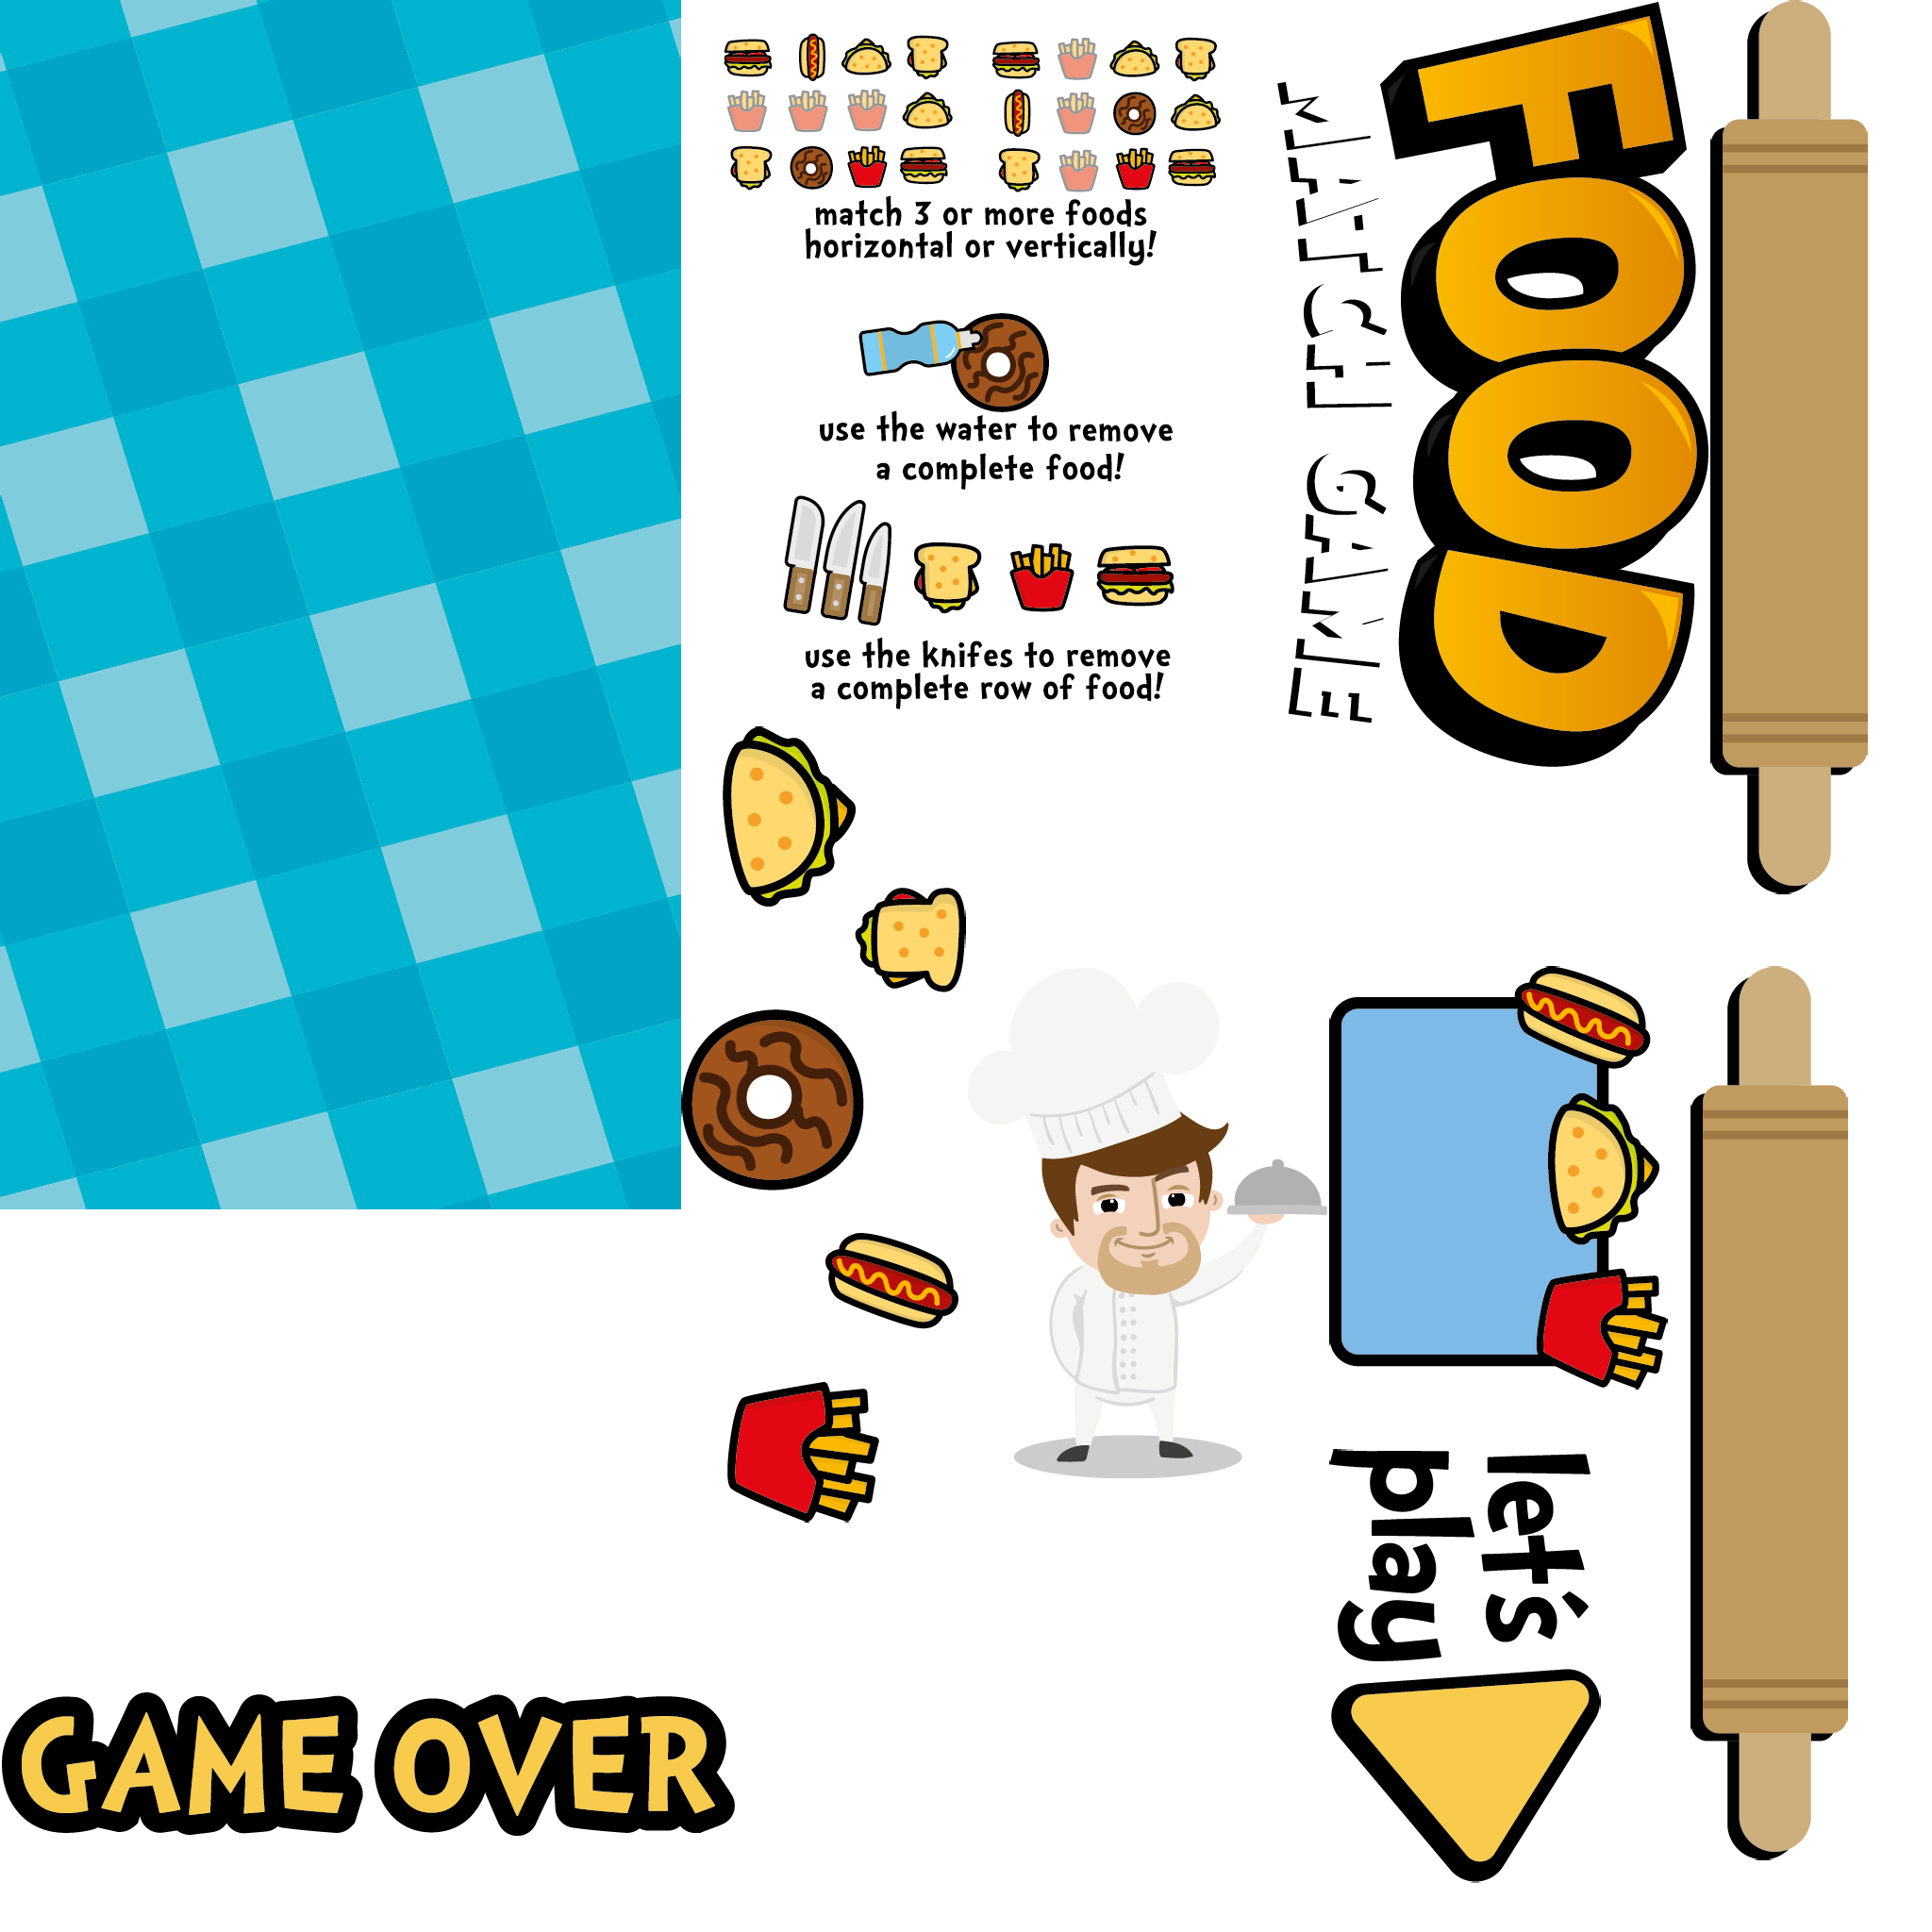 match 3 or more foods
horizontal or vertically!
use the water to remove
a complete food!
use the knifes to remove
a complete row of food!
FOOD
MATCH GAME
let's
play
GAME OVER